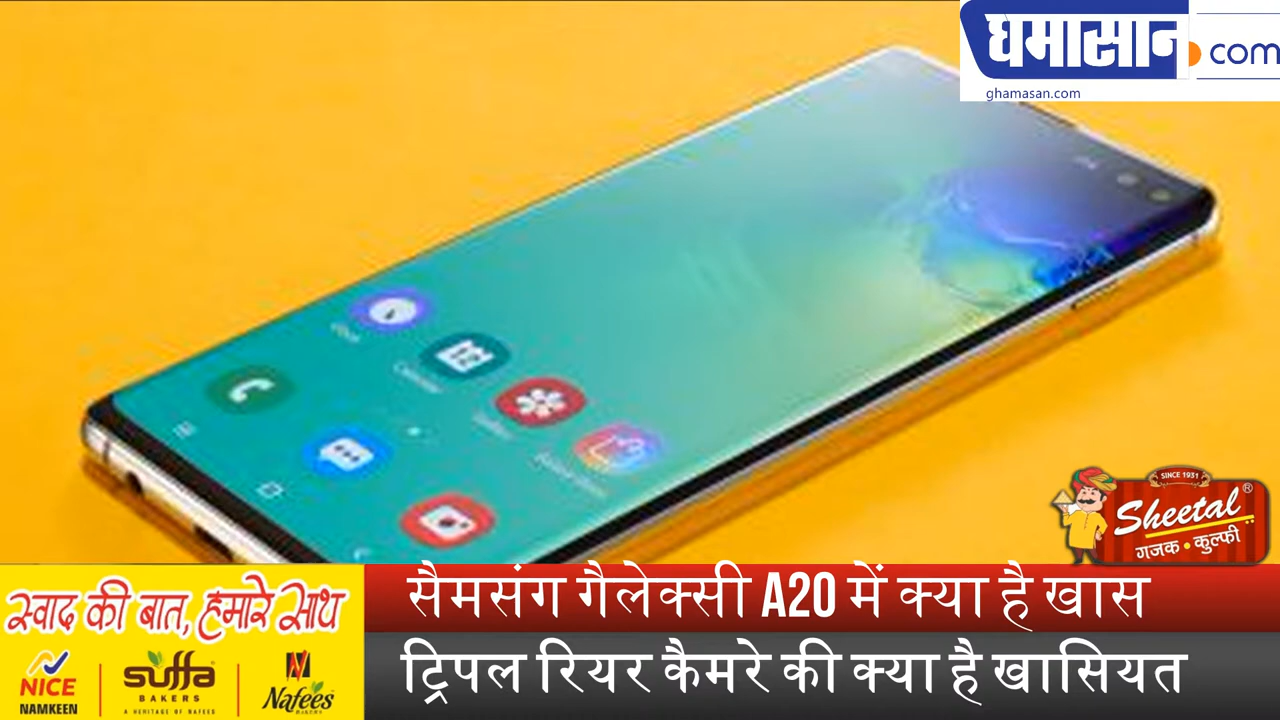 घमासान.com
ghamasan.com
SINCE 1931
Sheetal®
गजक • कुल्फी
स्वाद की बात, हमारे साथ
NICE
NAMKEEN
Suffa
BAKERS
A HERITAGE OF NAFEES
Nafees
सैमसंग गैलेक्सी A20 में क्या है खास
ट्रिपल रियर कैमरे की क्या है खासियत